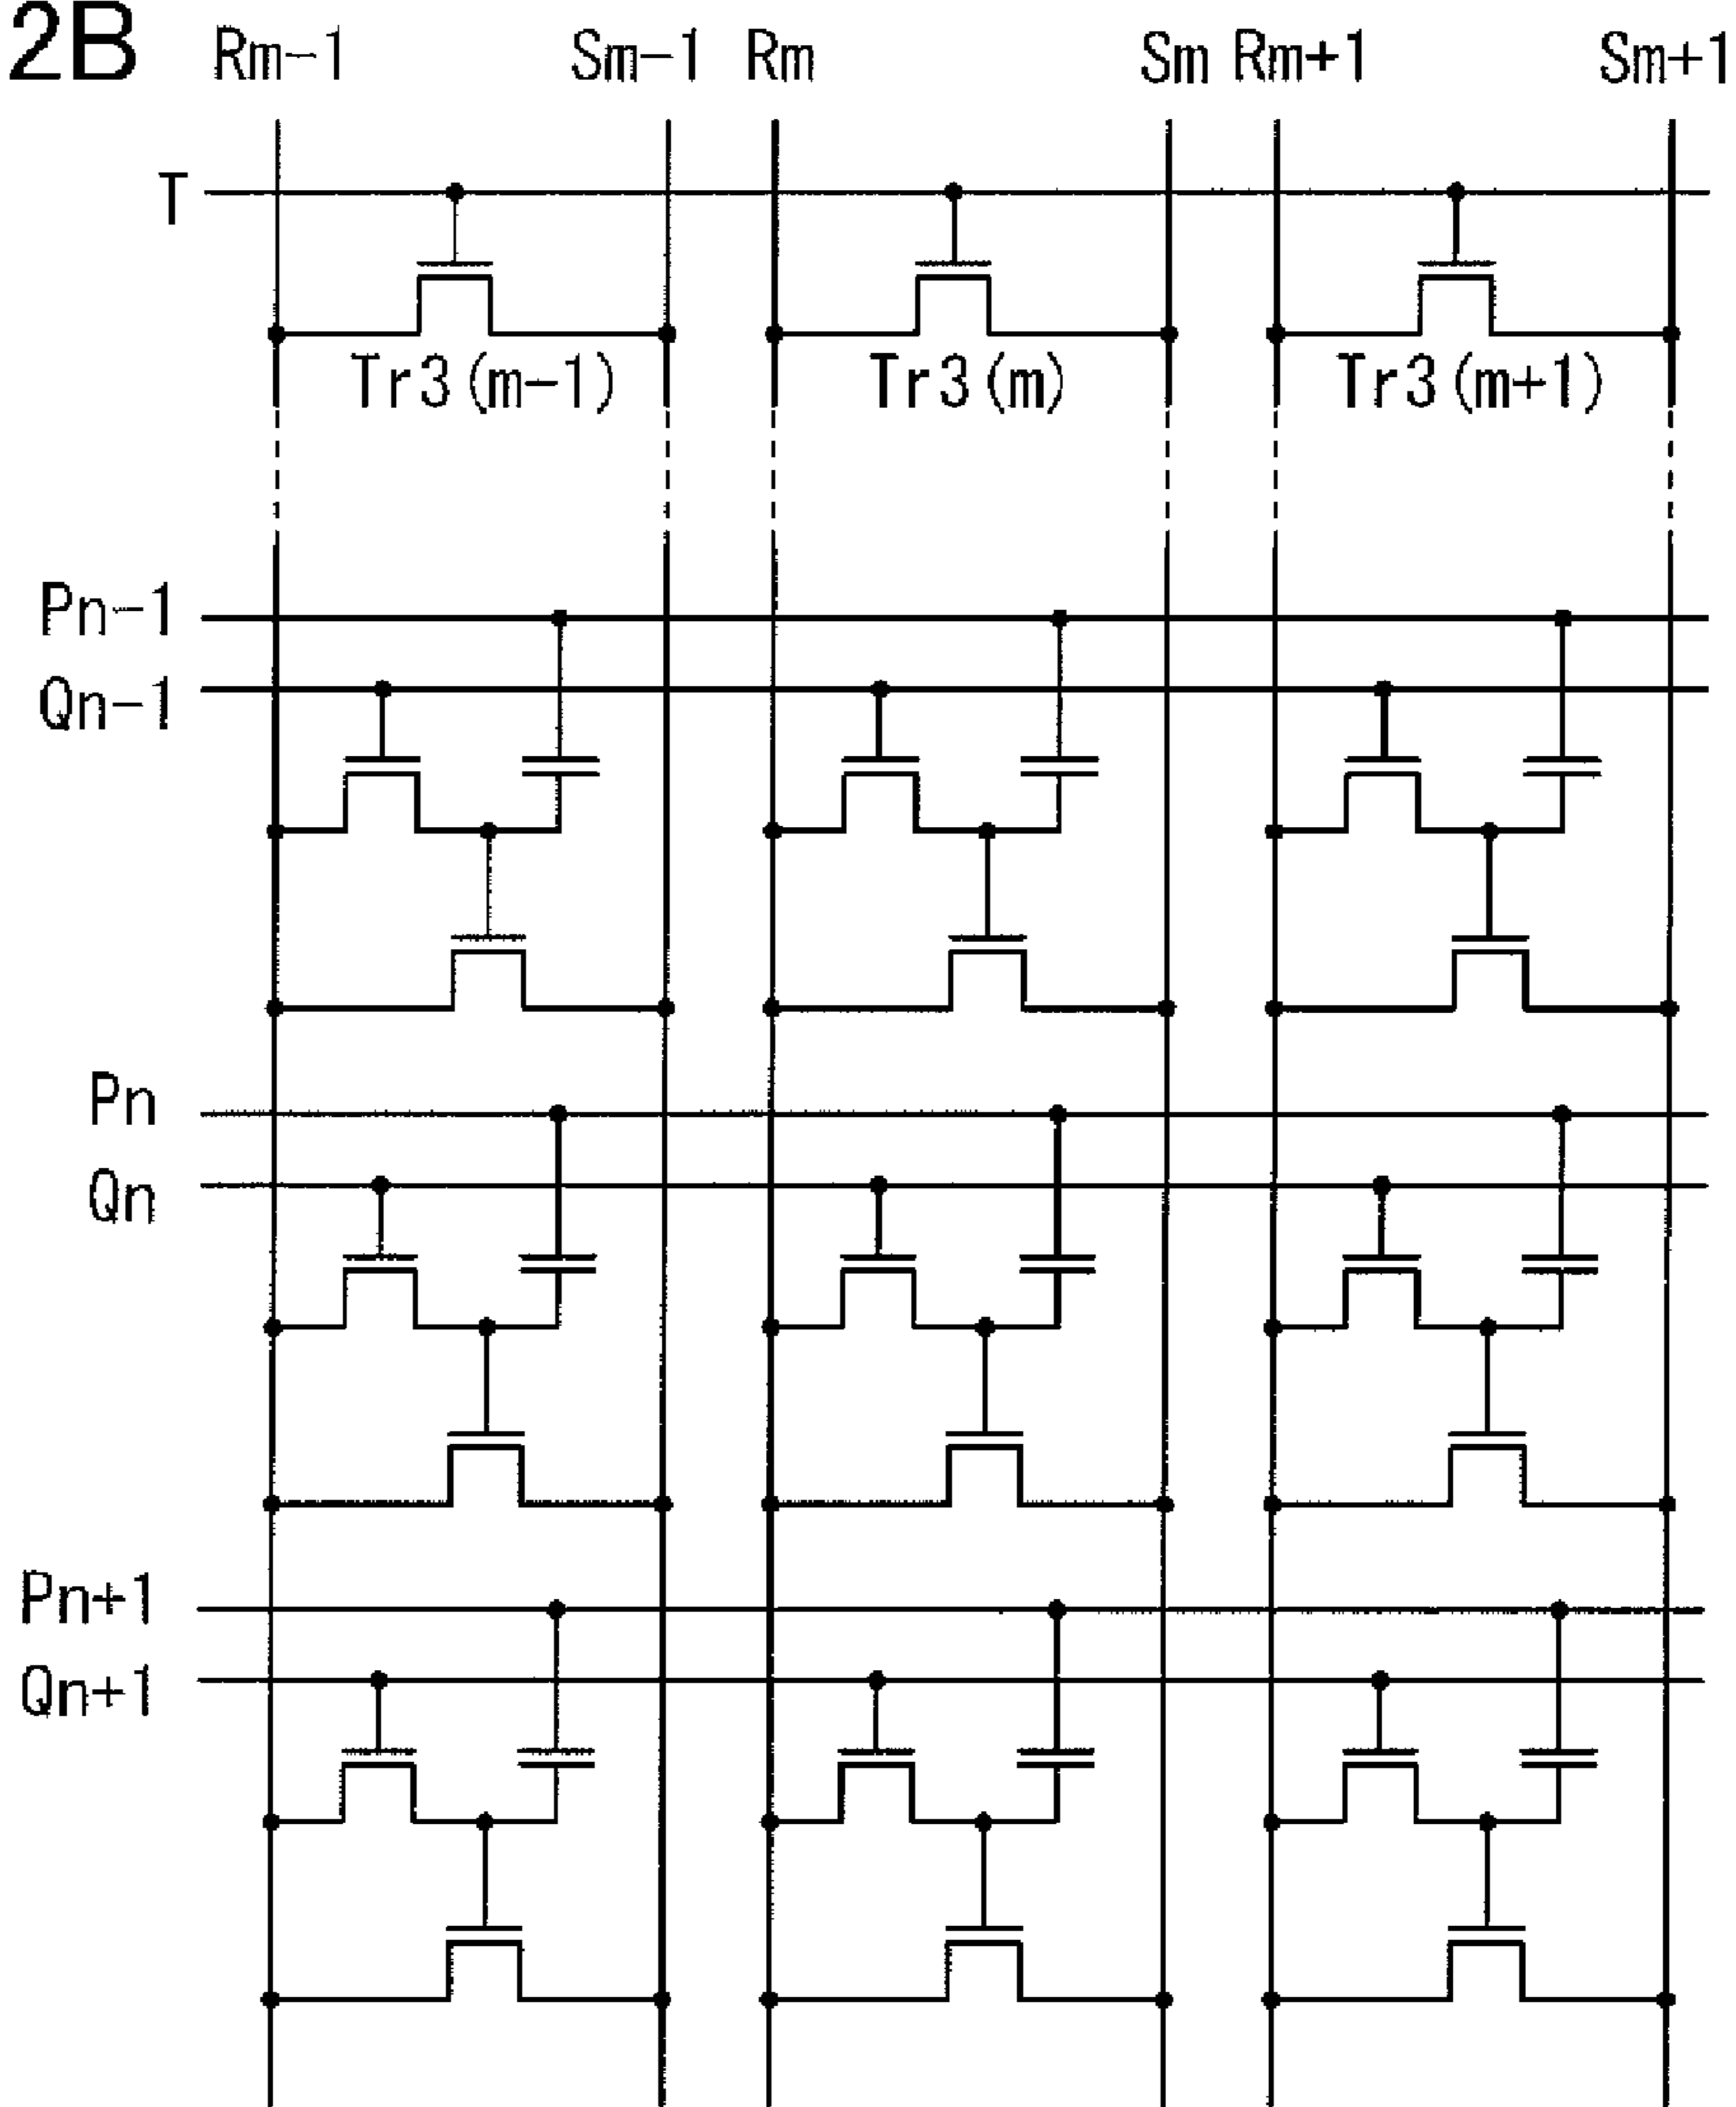 2B
Rm-1 Sm-1 Rm Sm Rm+1 Sm+1
T
Tr3(m-1) Tr3(m) Tr3(m+1)
Pn-1
Qn-1
Pn
Qn
Pn+1
Qn+1